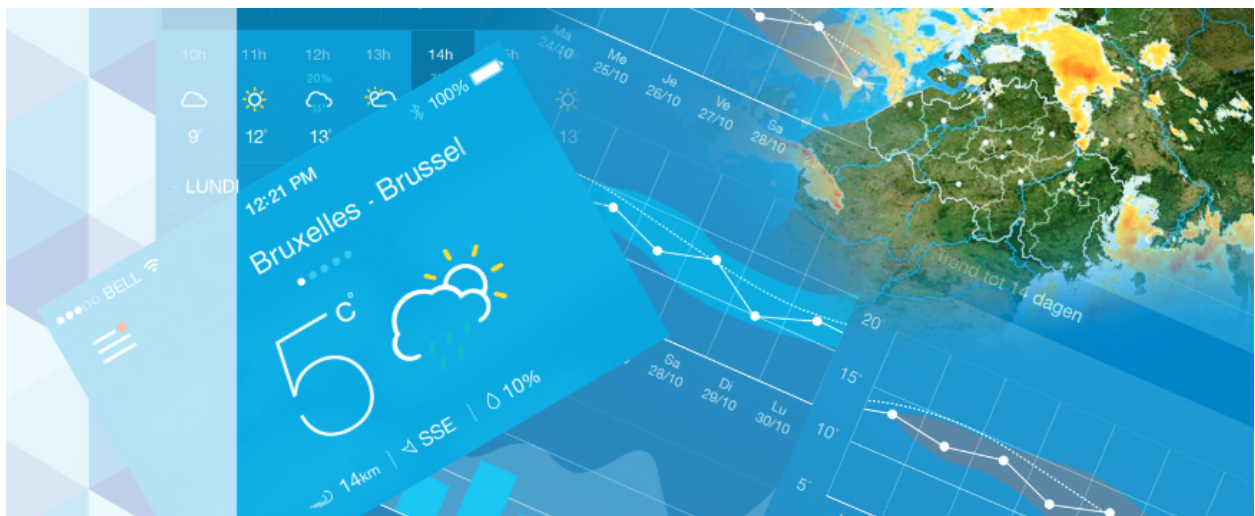 10h 11h 12h 13h 14h
20%
9° 12° 13° 13°
LUNDI
BELL
12:21 PM
100%
Bruxelles - Brussel
5°C
14km SSE 10%
Ma
24/10
Me
25/10
Je
26/10
Ve
27/10
Sa
28/10
Sa
28/10
Di
29/10
Lu
30/10
Trend tot 14 dagen
20°
15°
10°
5°